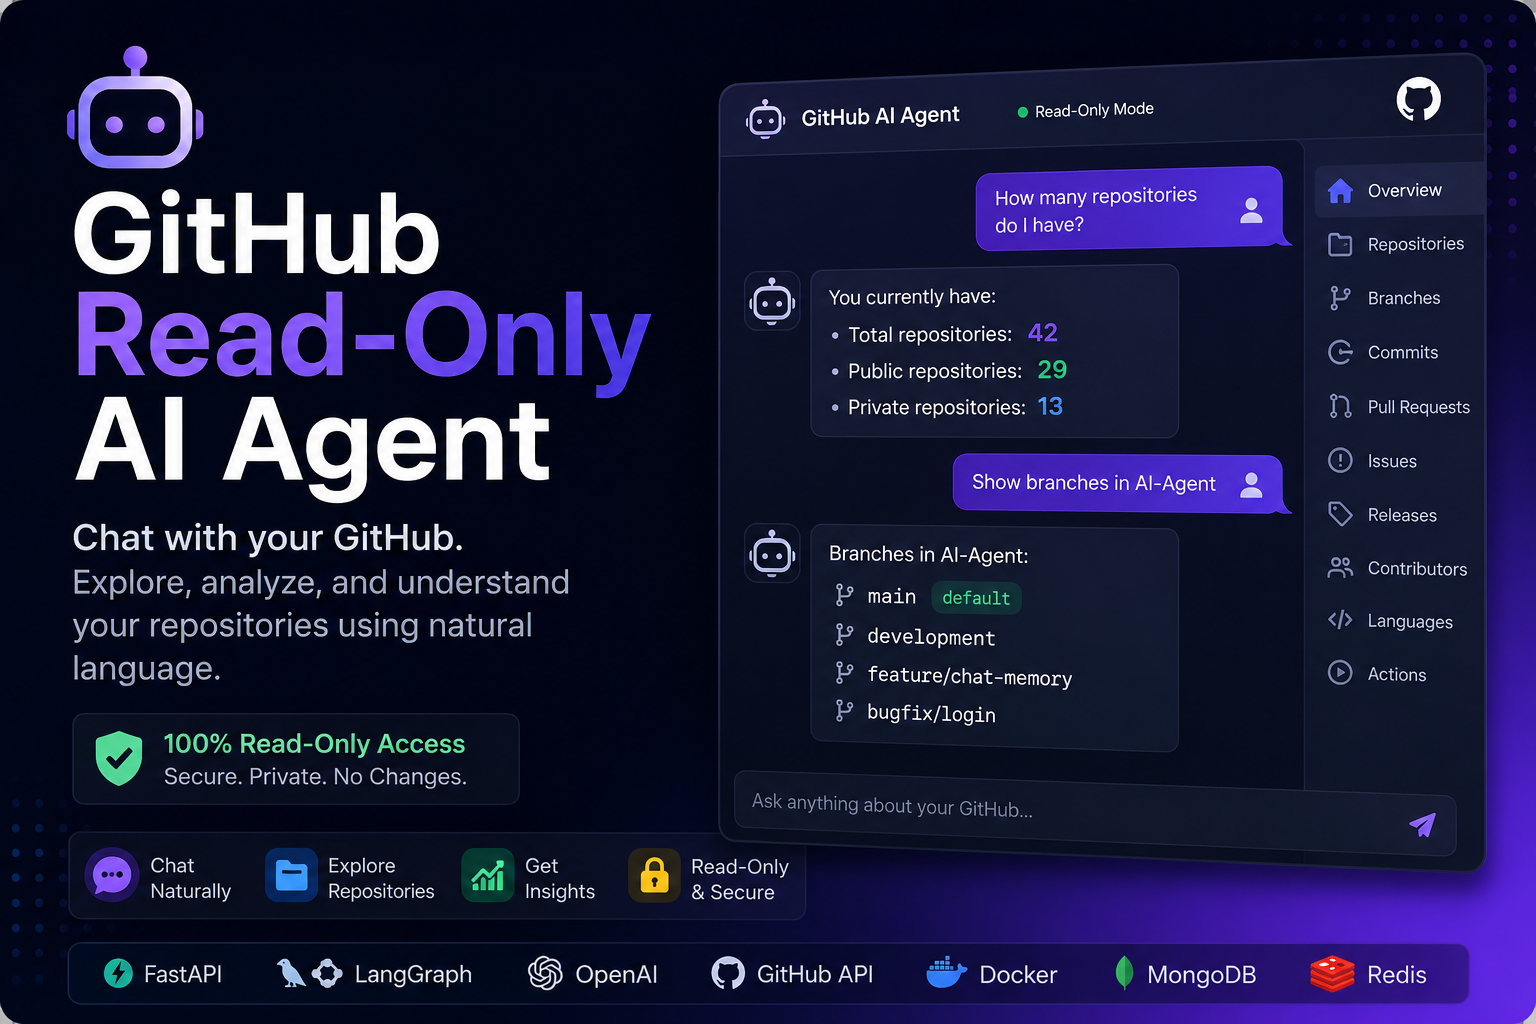 GitHub
Read-Only
AI Agent
Chat with your GitHub.
Explore, analyze, and understand
your repositories using natural
language.
100% Read-Only Access
Secure. Private. No Changes.
Chat
Naturally
Explore
Repositories
Get
Insights
Read-Only
& Secure
GitHub AI Agent
Read-Only Mode
How many repositories
do I have?
You currently have:
• Total repositories: 42
• Public repositories: 29
• Private repositories: 13
Show branches in AI-Agent
Branches in AI-Agent:
main default
development
feature/chat-memory
bugfix/login
Ask anything about your GitHub...
Overview
Repositories
Branches
Commits
Pull Requests
Issues
Releases
Contributors
Languages
Actions
FastAPI
LangGraph
OpenAI
GitHub API
Docker
MongoDB
Redis